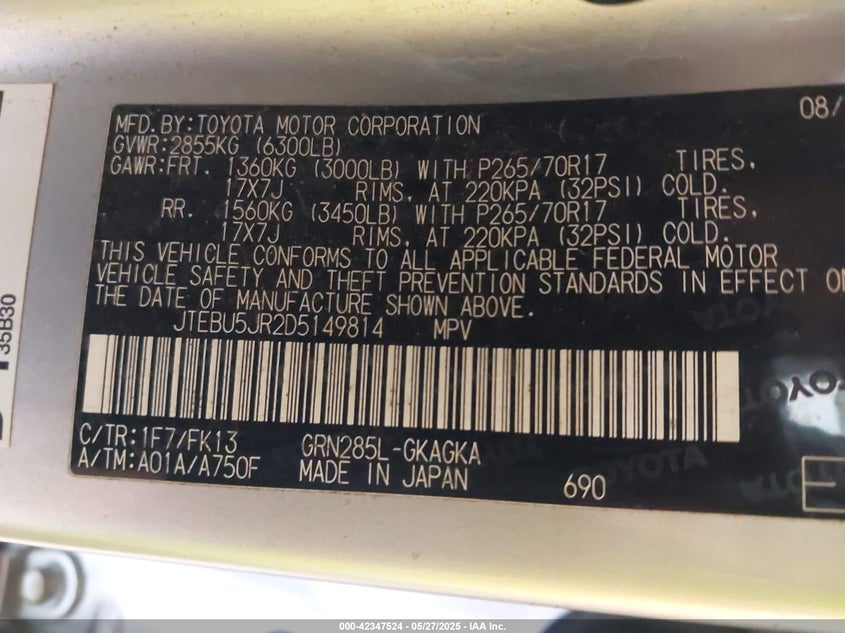 MFD.BY:TOYOTA MOTOR CORPORATION 08/
GVWR:2855KG (6300LB)
GAWR:FRT. 1360KG (3000LB) WITH P265/70R17 TIRES,
17X7J RIMS, AT 220KPA (32PSI) COLD.
RR. 1560KG (3450LB) WITH P265/70R17 TIRES,
17X7J RIMS, AT 220KPA (32PSI) COLD.
THIS VEHICLE CONFORMS TO ALL APPLICABLE FEDERAL MOTOR
VEHICLE SAFETY AND THEFT PREVENTION STANDARDS IN EFFECT
THE DATE OF MANUFACTURE SHOWN ABOVE.
JTEBU5JR2D5149814 MPV
C/TR:1F7/FK13 GRN285L-GKAGKA
A/TM:A01A/A750F MADE IN JAPAN 690
35B30
TOYOTA
TOYOTA
000-42347524 - 05/27/2025 - IAA Inc.